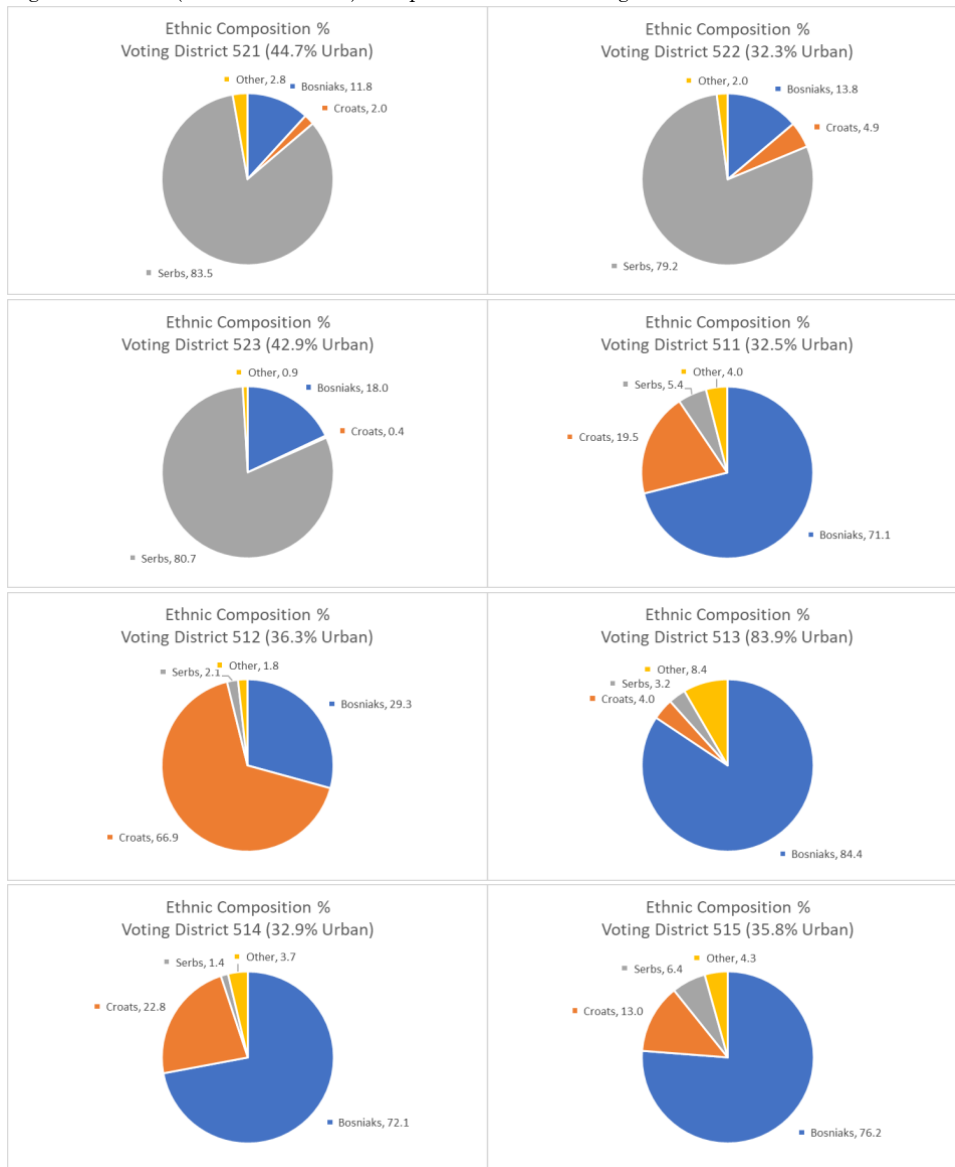 Ethnic Composition %
Voting District 521 (44.7% Urban)
Other, 2.8
Bosniaks, 11.8
Croats, 2.0
Serbs, 83.5
Ethnic Composition %
Voting District 522 (32.3% Urban)
Other, 2.0
Bosniaks, 13.8
Croats, 4.9
Serbs, 79.2
Ethnic Composition %
Voting District 523 (42.9% Urban)
Other, 0.9
Bosniaks, 18.0
Croats, 0.4
Serbs, 80.7
Ethnic Composition %
Voting District 511 (32.5% Urban)
Other, 4.0
Serbs, 5.4
Croats, 19.5
Bosniaks, 71.1
Ethnic Composition %
Voting District 512 (36.3% Urban)
Other, 1.8
Serbs, 2.1
Bosniaks, 29.3
Croats, 66.9
Ethnic Composition %
Voting District 513 (83.9% Urban)
Other, 8.4
Serbs, 3.2
Croats, 4.0
Bosniaks, 84.4
Ethnic Composition %
Voting District 514 (32.9% Urban)
Other, 3.7
Serbs, 1.4
Croats, 22.8
Bosniaks, 72.1
Ethnic Composition %
Voting District 515 (35.8% Urban)
Other, 4.3
Serbs, 6.4
Croats, 13.0
Bosniaks, 76.2